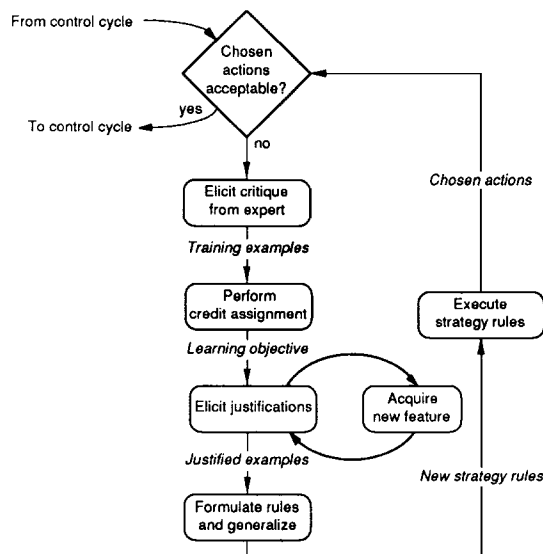 From control cycle
Chosen
actions
acceptable?
yes
To control cycle
no
Elicit critique
from expert
Training examples
Perform
credit assignment
Learning objective
Elicit justifications
Acquire
new feature
Justified examples
Formulate rules
and generalize
New strategy rules
Execute
strategy rules
Chosen actions